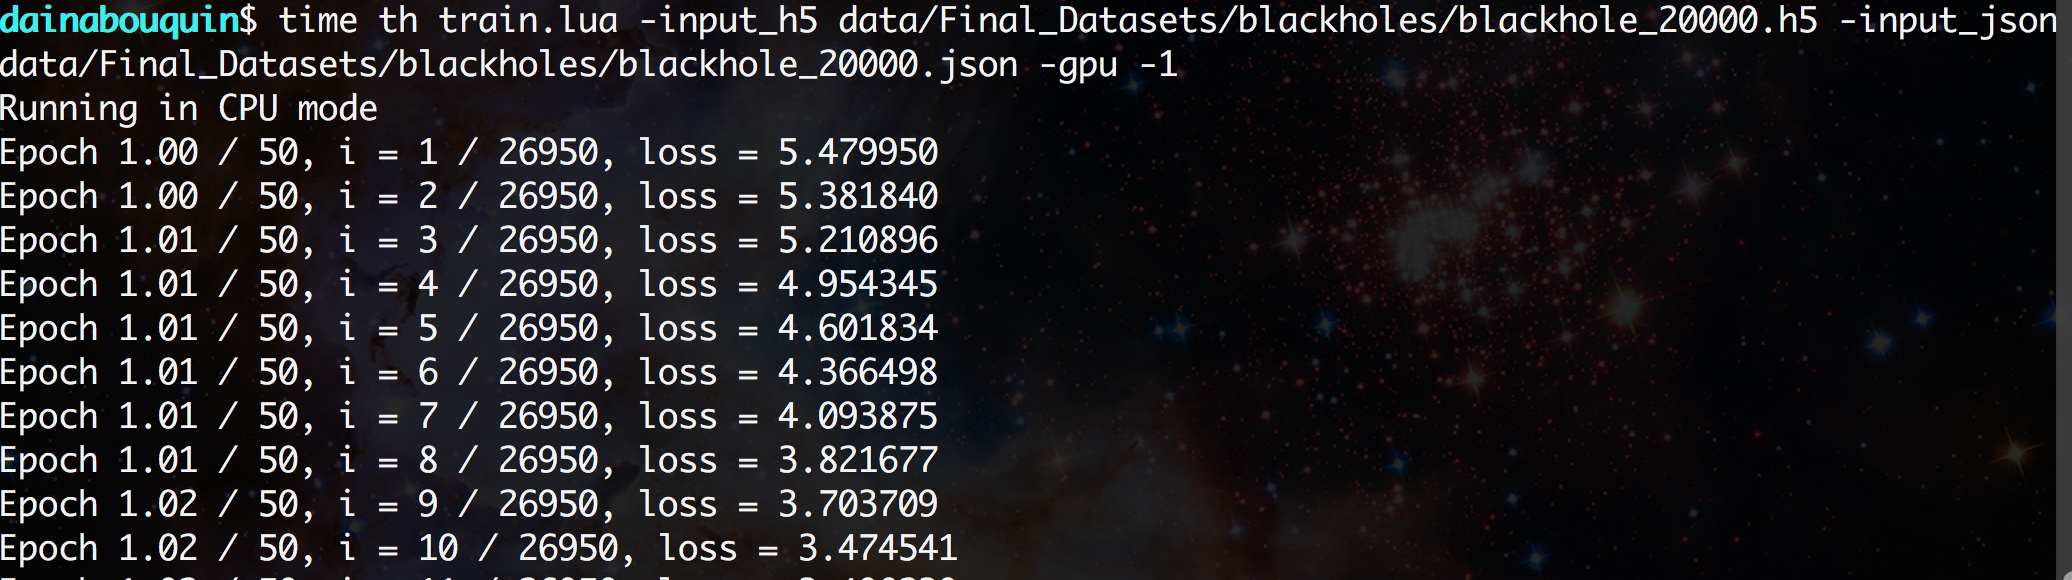 dainabouquin$ time th train.lua -input_h5 data/Final_Datasets/blackholes/blackhole_20000.h5 -input_json
data/Final_Datasets/blackholes/blackhole_20000.json -gpu -1
Running in CPU mode
Epoch 1.00 / 50, i = 1 / 26950, loss = 5.479950
Epoch 1.00 / 50, i = 2 / 26950, loss = 5.381840
Epoch 1.01 / 50, i = 3 / 26950, loss = 5.210896
Epoch 1.01 / 50, i = 4 / 26950, loss = 4.954345
Epoch 1.01 / 50, i = 5 / 26950, loss = 4.601834
Epoch 1.01 / 50, i = 6 / 26950, loss = 4.366498
Epoch 1.01 / 50, i = 7 / 26950, loss = 4.093875
Epoch 1.01 / 50, i = 8 / 26950, loss = 3.821677
Epoch 1.02 / 50, i = 9 / 26950, loss = 3.703709
Epoch 1.02 / 50, i = 10 / 26950, loss = 3.474541